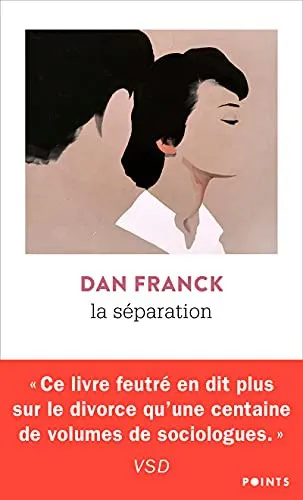 DAN FRANCK
la séparation
« Ce livre feutré en dit plus
sur le divorce qu'une centaine
de volumes de sociologues. »
VSD
POINTS